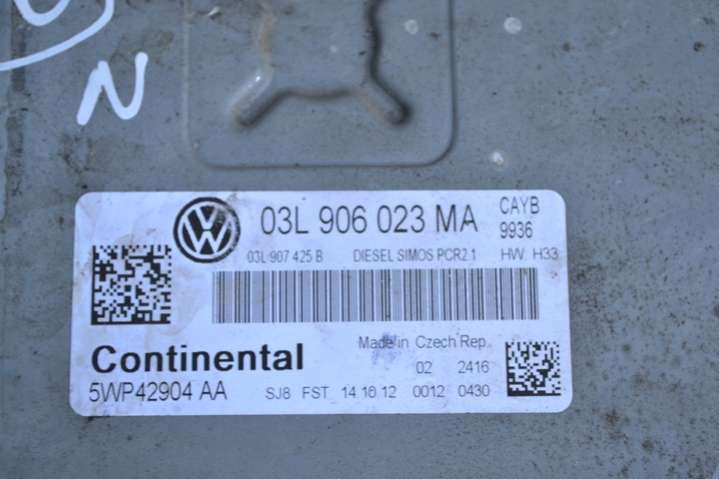 N
03L 906 023 MA CAYB
9936
03L 907 425 B DIESEL SIMOS PCR2.1 HW H33
Made in Czech Rep.
Continental
02 2416
5WP42904 AA SJ8 FST 14 10 12 0012 0430